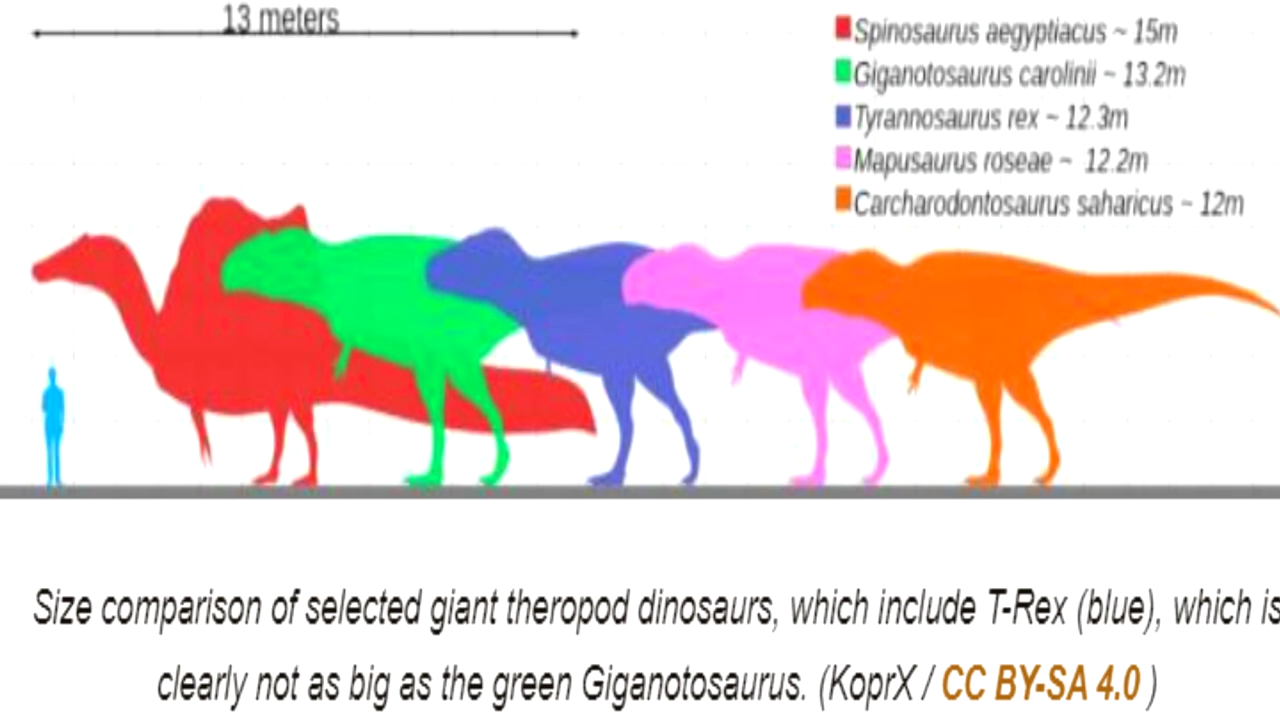 13 meters
Spinosaurus aegyptiacus ~ 15m
Giganotosaurus carolinii ~ 13.2m
Tyrannosaurus rex ~ 12.3m
Mapusaurus roseae ~ 12.2m
Carcharodontosaurus saharicus ~ 12m
Size comparison of selected giant theropod dinosaurs, which include T-Rex (blue), which is
clearly not as big as the green Giganotosaurus. (KoprX / CC BY-SA 4.0 )